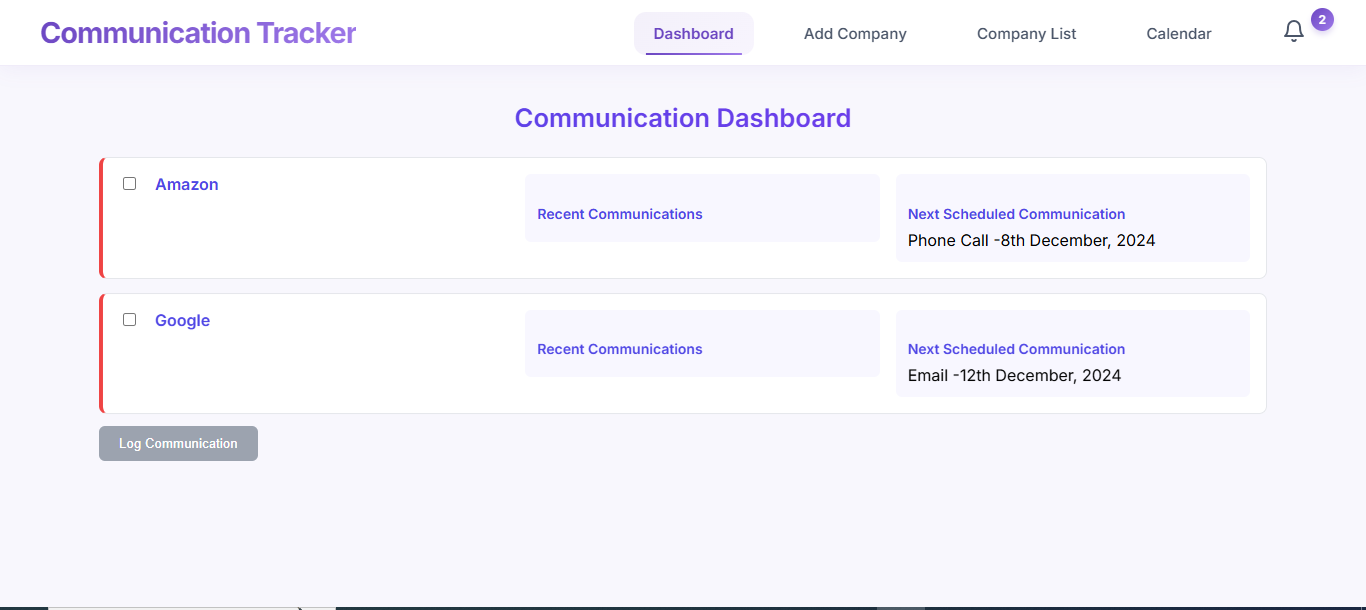 Communication Tracker
Dashboard
Add Company
Company List
Calendar
2
Communication Dashboard
Amazon
Recent Communications
Next Scheduled Communication
Phone Call -8th December, 2024
Google
Recent Communications
Next Scheduled Communication
Email -12th December, 2024
Log Communication